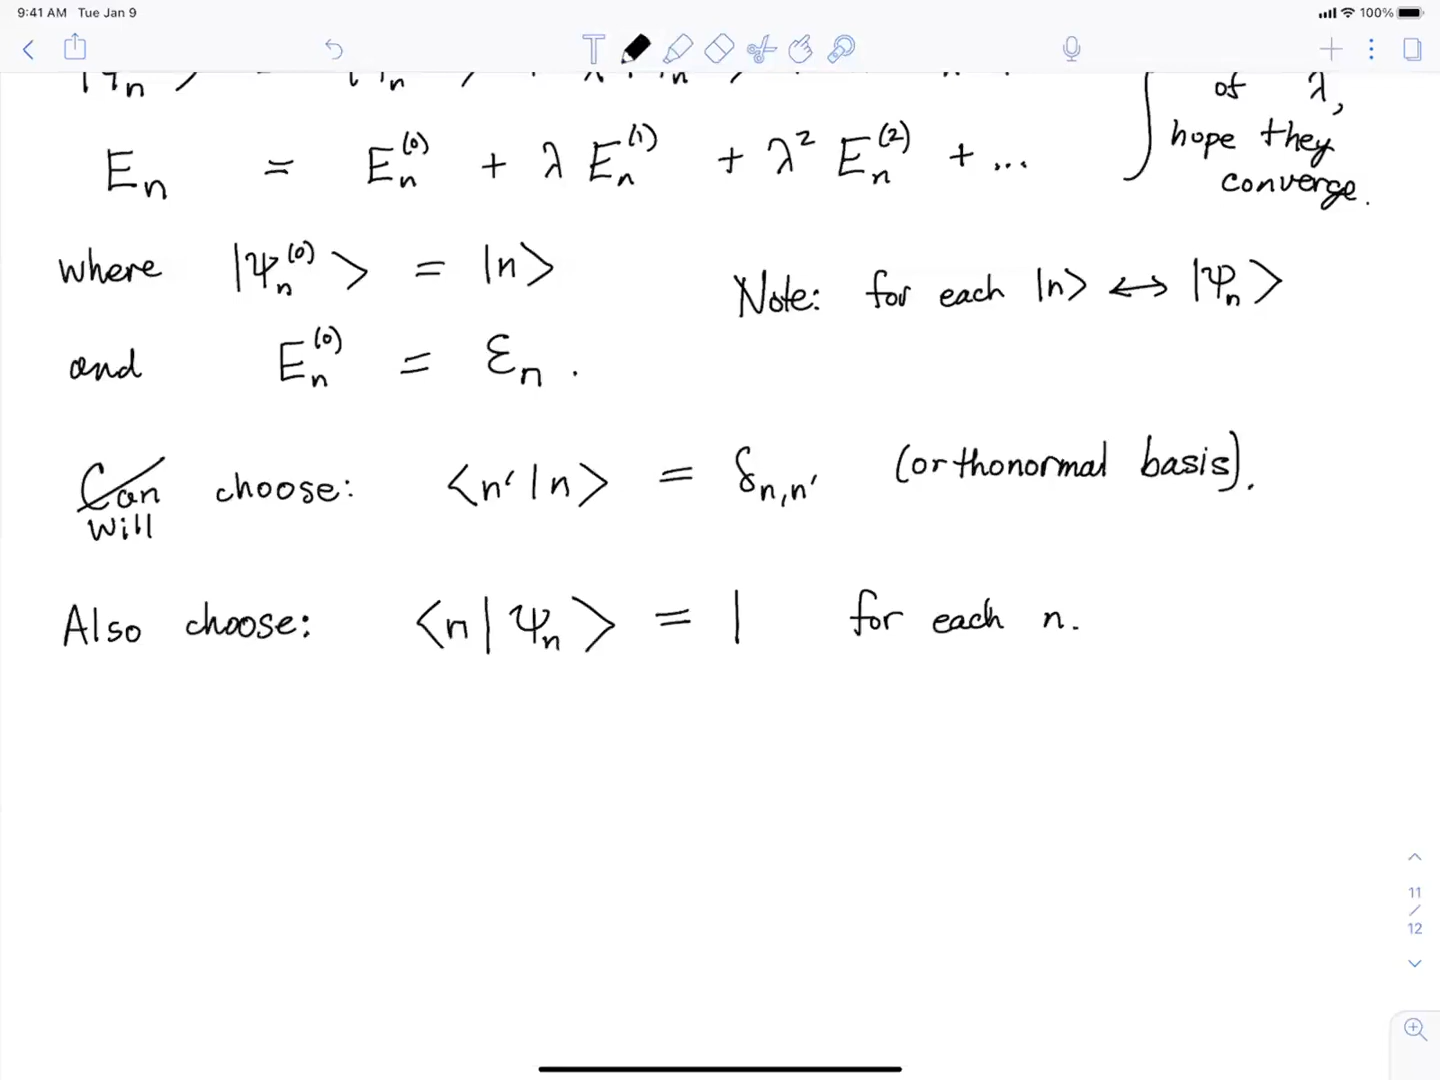 9:41 AM Tue Jan 9 100%
of λ,
E_n = E_n^(0) + λ E_n^(1) + λ² E_n^(2) + ... hope they
converge.
where |Ψ_n^(0)> = |n> Note: for each |n> ↔ |Ψ_n>
and E_n^(0) = ε_n .
Can choose: <n'|n> = δ_n,n' (orthonormal basis).
Will
Also choose: <n|Ψ_n> = 1 for each n.
11
/
12